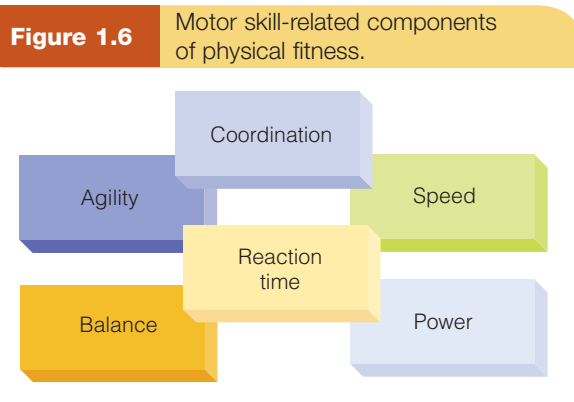 Figure 1.6
Motor skill-related components
of physical fitness.
Coordination
Agility
Speed
Reaction
time
Balance
Power